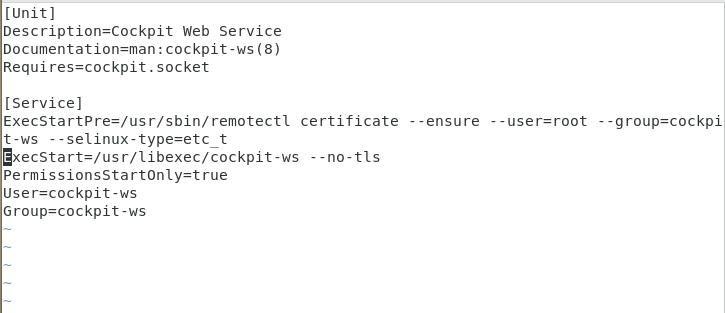 [Unit]
Description=Cockpit Web Service
Documentation=man:cockpit-ws(8)
Requires=cockpit.socket

[Service]
ExecStartPre=/usr/sbin/remotectl certificate --ensure --user=root --group=cockpi
t-ws --selinux-type=etc_t
ExecStart=/usr/libexec/cockpit-ws --no-tls
PermissionsStartOnly=true
User=cockpit-ws
Group=cockpit-ws
~
~
~
~
~